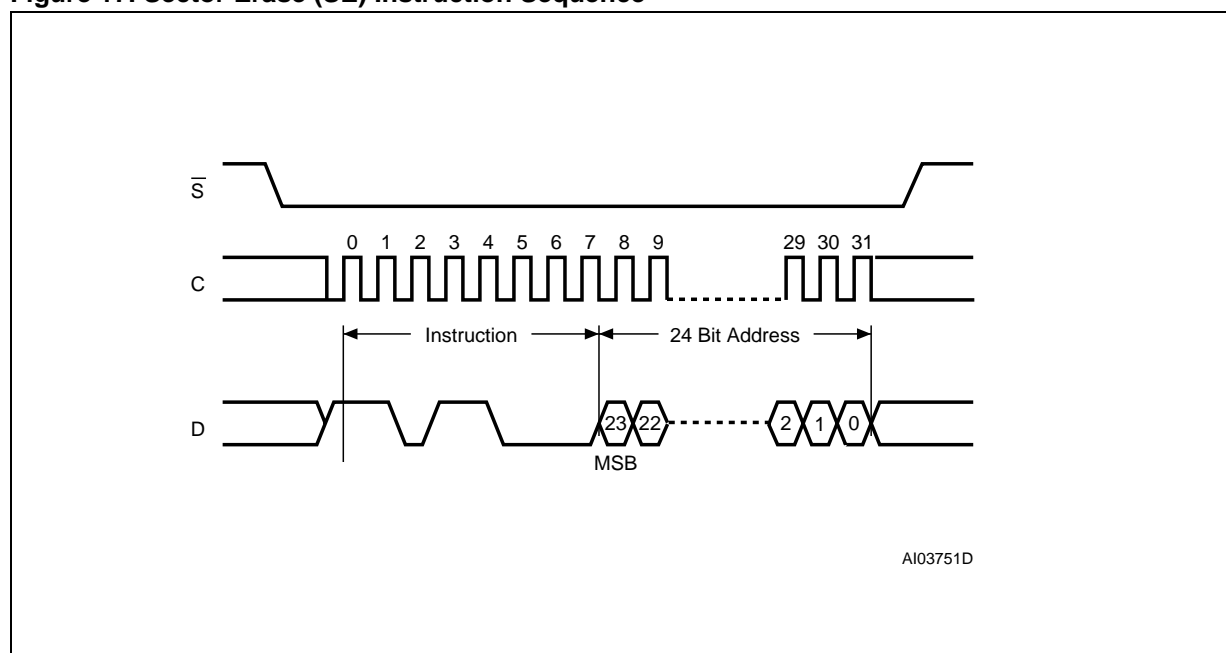 Figure Sector Erase (SE) Instruction Sequence
S
0 1 2 3 4 5 6 7 8 9 29 30 31
C
Instruction 24 Bit Address
D 23 22 2 1 0
MSB
AI03751D